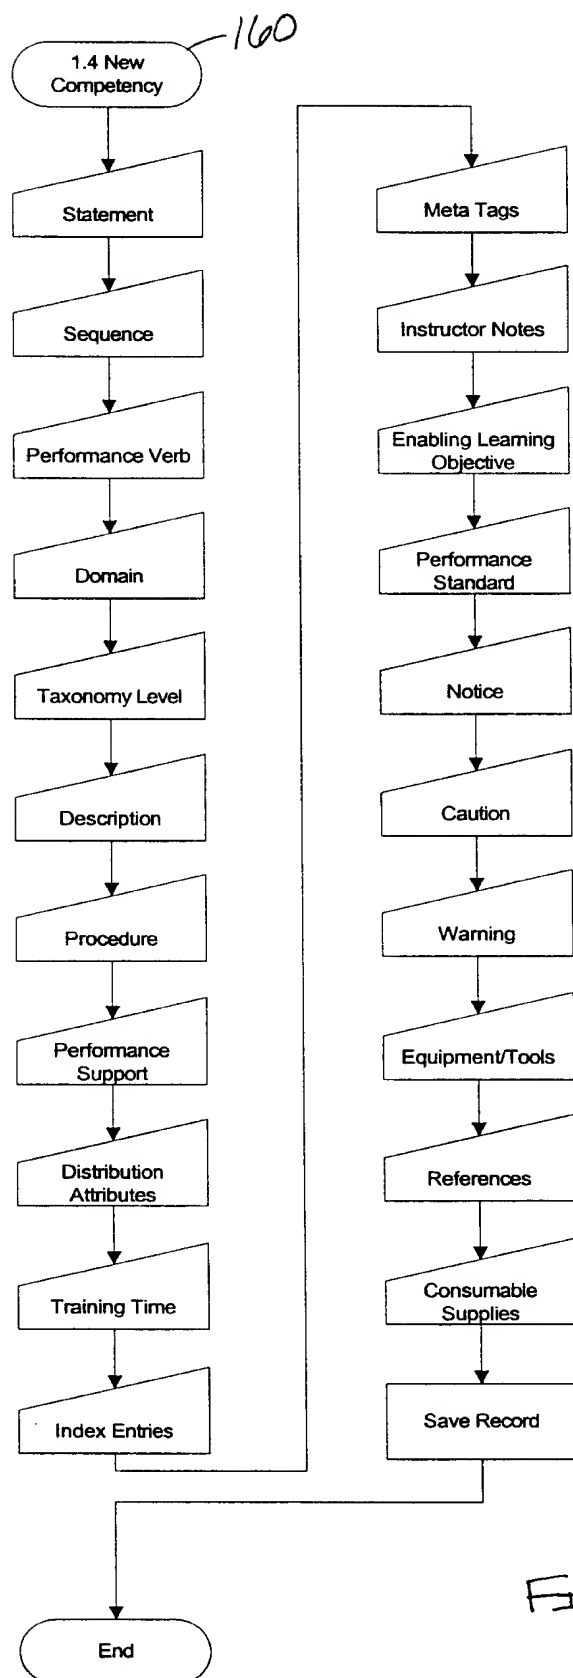 160
1.4 New
Competency
Statement
Sequence
Performance Verb
Domain
Taxonomy Level
Description
Procedure
Performance
Support
Distribution
Attributes
Training Time
Index Entries
Meta Tags
Instructor Notes
Enabling Learning
Objective
Performance
Standard
Notice
Caution
Warning
Equipment/Tools
References
Consumable
Supplies
Save Record
End